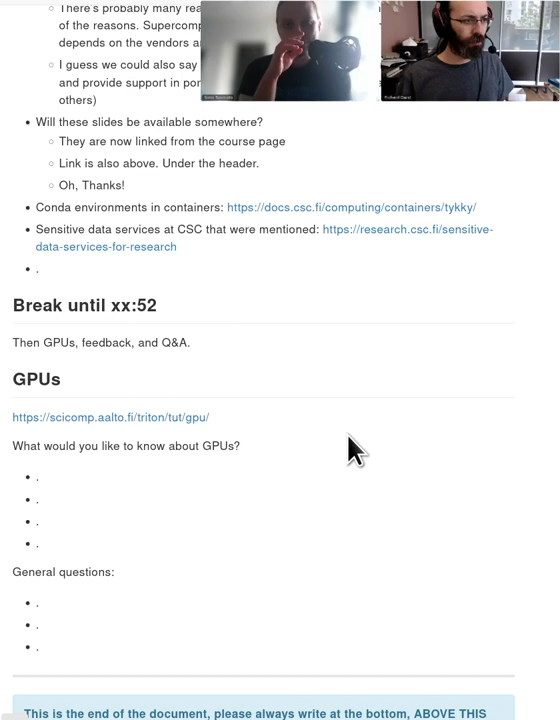 There's probably many rea
of the reasons. Supercomp
depends on the vendors a
I guess we could also say
and provide support in por
others)
Will these slides be available somewhere?
They are now linked from the course page
Link is also above. Under the header.
Oh, Thanks!
Conda environments in containers: https://docs.csc.fi/computing/containers/tykky/
Sensitive data services at CSC that were mentioned: https://research.csc.fi/sensitive-
data-services-for-research
.
Break until xx:52
Then GPUs, feedback, and Q&A.
GPUs
https://scicomp.aalto.fi/triton/tut/gpu/
What would you like to know about GPUs?
.
.
.
.
General questions:
.
.
.
This is the end of the document, please always write at the bottom, ABOVE THIS